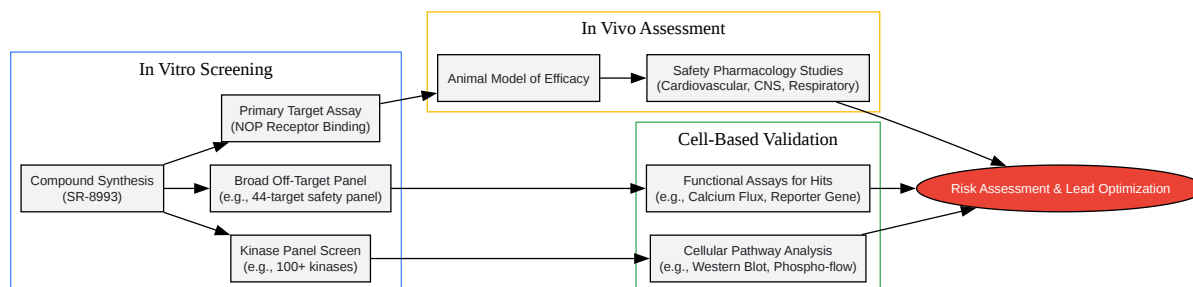 In Vitro Screening
Compound Synthesis
(SR-8993)
Primary Target Assay
(NOP Receptor Binding)
Broad Off-Target Panel
(e.g., 44-target safety panel)
Kinase Panel Screen
(e.g., 100+ kinases)
In Vivo Assessment
Animal Model of Efficacy
Safety Pharmacology Studies
(Cardiovascular, CNS, Respiratory)
Cell-Based Validation
Functional Assays for Hits
(e.g., Calcium Flux, Reporter Gene)
Cellular Pathway Analysis
(e.g., Western Blot, Phospho-flow)
Risk Assessment & Lead Optimization